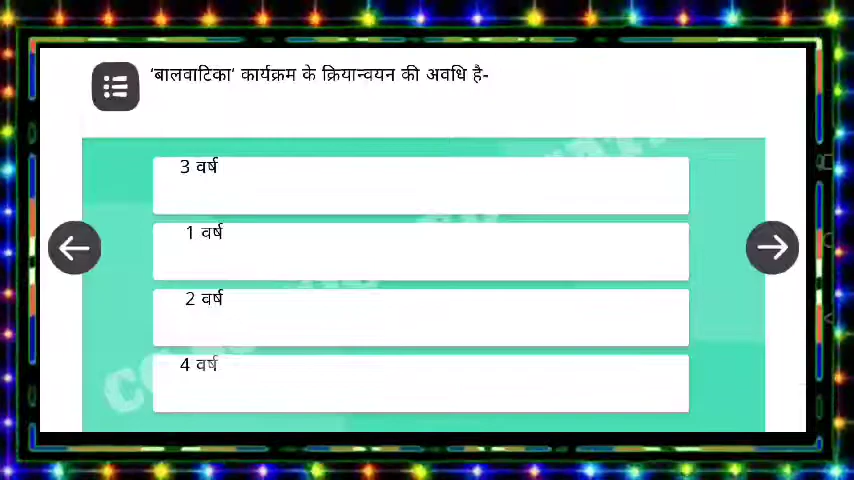 ‘बालवाटिका’ कार्यक्रम के क्रियान्वयन की अवधि है-
3 वर्ष
1 वर्ष
2 वर्ष
4 वर्ष